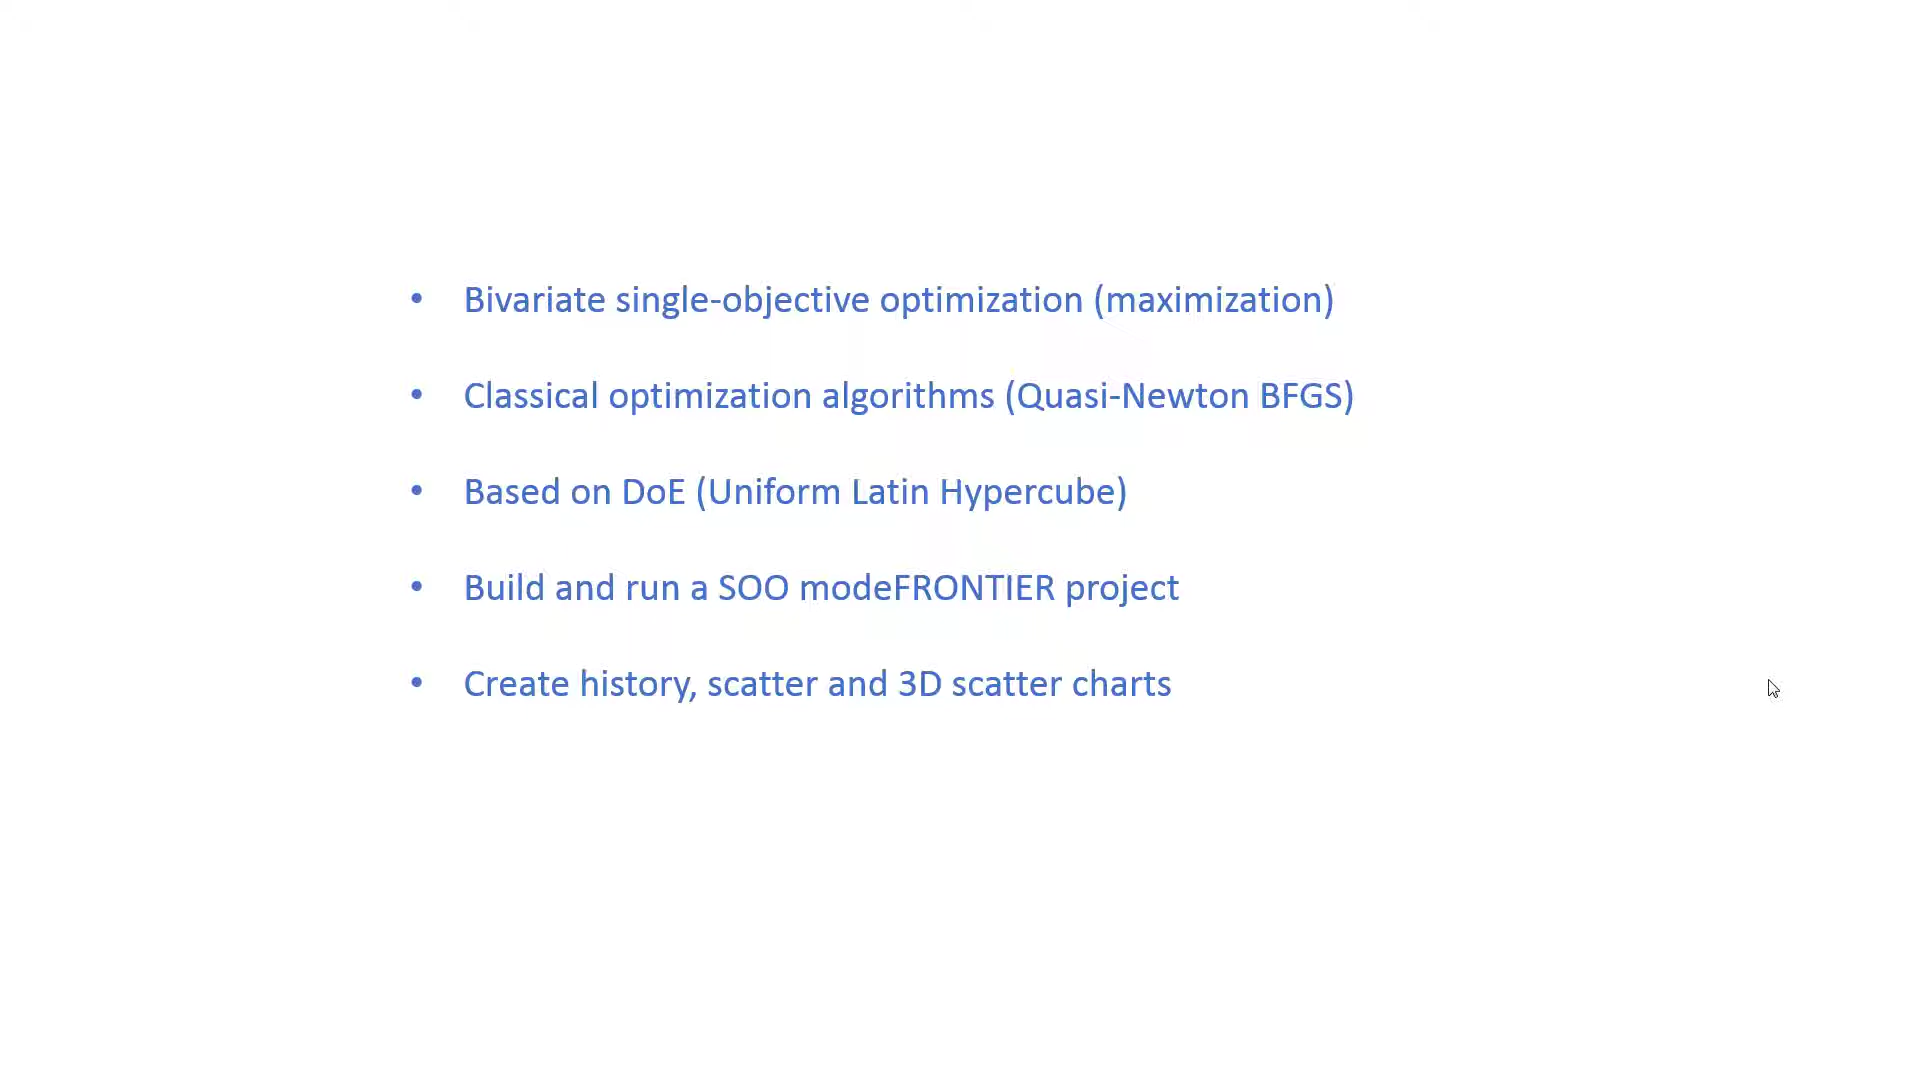 • Bivariate single-objective optimization (maximization)
• Classical optimization algorithms (Quasi-Newton BFGS)
• Based on DoE (Uniform Latin Hypercube)
• Build and run a SOO modeFRONTIER project
• Create history, scatter and 3D scatter charts